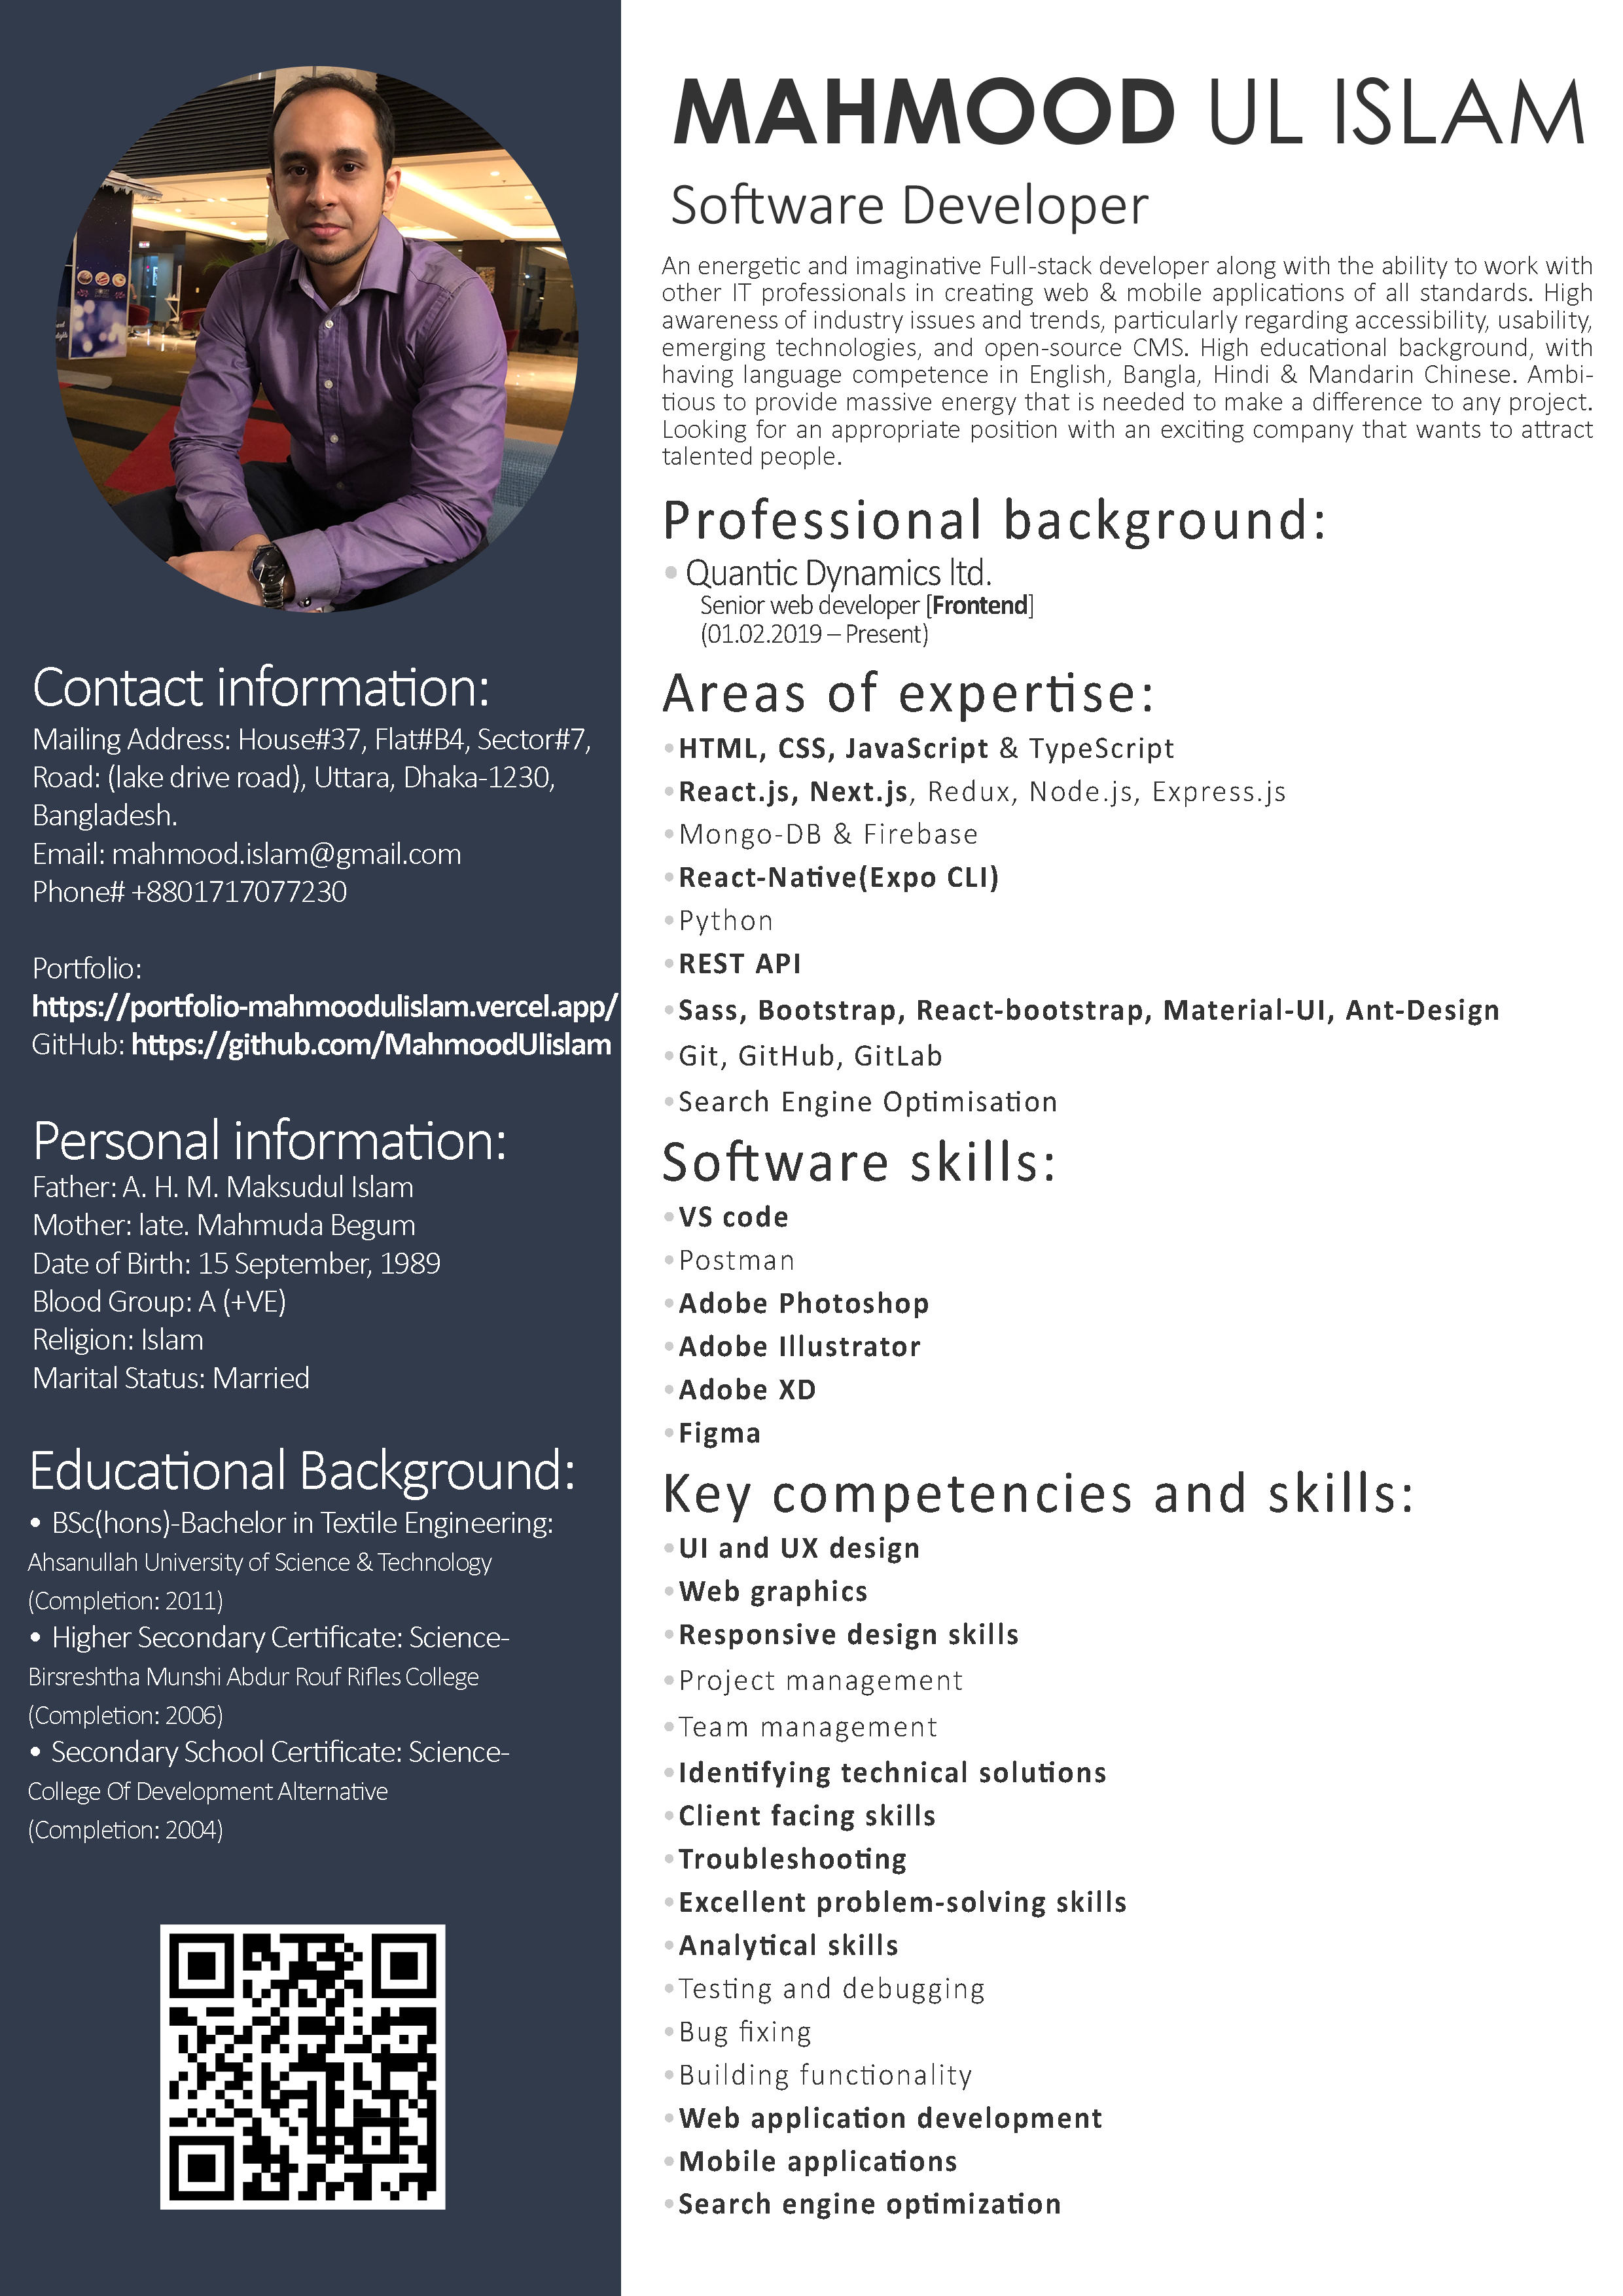 MAHMOOD UL ISLAM
Software Developer
An energetic and imaginative Full-stack developer along with the ability to work with
other IT professionals in creating web & mobile applications of all standards. High
awareness of industry issues and trends, particularly regarding accessibility, usability,
emerging technologies, and open-source CMS. High educational background, with
having language competence in English, Bangla, Hindi & Mandarin Chinese. Ambi-
tious to provide massive energy that is needed to make a difference to any project.
Looking for an appropriate position with an exciting company that wants to attract
talented people.
Professional background:
• Quantic Dynamics ltd.
Senior web developer [Frontend]
(01.02.2019 – Present)
Areas of expertise:
• HTML, CSS, JavaScript & TypeScript
• React.js, Next.js, Redux, Node.js, Express.js
• Mongo-DB & Firebase
• React-Native(Expo CLI)
• Python
• REST API
• Sass, Bootstrap, React-bootstrap, Material-UI, Ant-Design
• Git, GitHub, GitLab
• Search Engine Optimisation
Software skills:
• VS code
• Postman
• Adobe Photoshop
• Adobe Illustrator
• Adobe XD
• Figma
Key competencies and skills:
• UI and UX design
• Web graphics
• Responsive design skills
• Project management
• Team management
• Identifying technical solutions
• Client facing skills
• Troubleshooting
• Excellent problem-solving skills
• Analytical skills
• Testing and debugging
• Bug fixing
• Building functionality
• Web application development
• Mobile applications
• Search engine optimization
Contact information:
Mailing Address: House#37, Flat#B4, Sector#7,
Road: (lake drive road), Uttara, Dhaka-1230,
Bangladesh.
Email: mahmood.islam@gmail.com
Phone# +8801717077230
Portfolio:
https://portfolio-mahmoodulislam.vercel.app/
GitHub: https://github.com/MahmoodUlislam
Personal information:
Father: A. H. M. Maksudul Islam
Mother: late. Mahmuda Begum
Date of Birth: 15 September, 1989
Blood Group: A (+VE)
Religion: Islam
Marital Status: Married
Educational Background:
• BSc(hons)-Bachelor in Textile Engineering:
Ahsanullah University of Science & Technology
(Completion: 2011)
• Higher Secondary Certificate: Science-
Birsreshtha Munshi Abdur Rouf Rifles College
(Completion: 2006)
• Secondary School Certificate: Science-
College Of Development Alternative
(Completion: 2004)